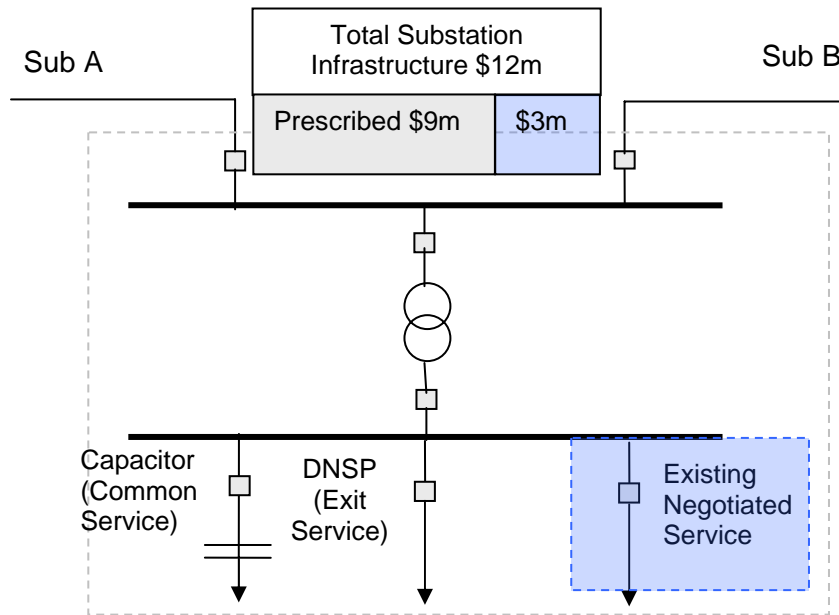 Total Substation
Infrastructure $12m
Sub A
Sub B
Prescribed $9m
$3m
Capacitor
(Common
Service)
DNSP
(Exit
Service)
Existing
Negotiated
Service